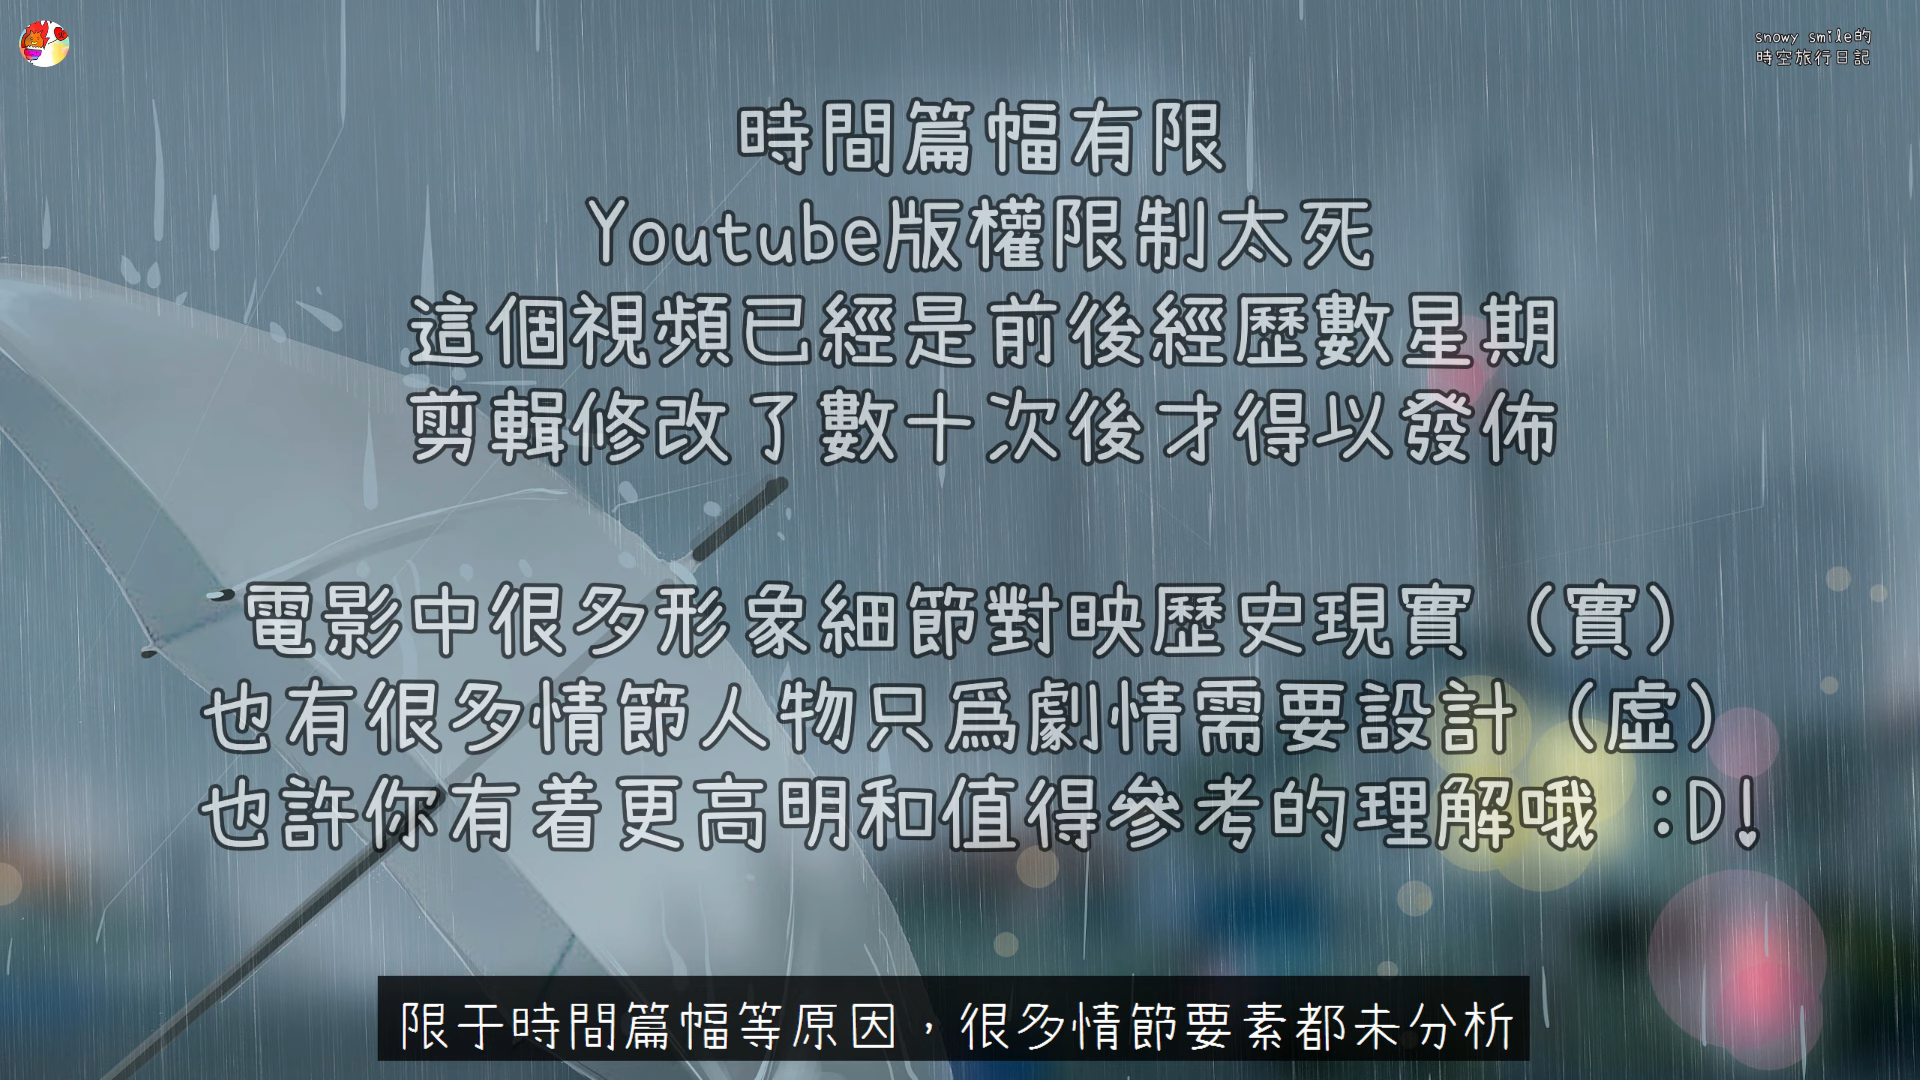 snowy smile的
時空旅行日記
時間篇幅有限
Youtube版權限制太死
這個視頻已經是前後經歷數星期
剪輯修改了數十次後才得以發佈
電影中很多形象細節對映歷史現實（實）
也有很多情節人物只爲劇情需要設計（虛）
也許你有着更高明和值得參考的理解哦 :D!
限于時間篇幅等原因，很多情節要素都未分析